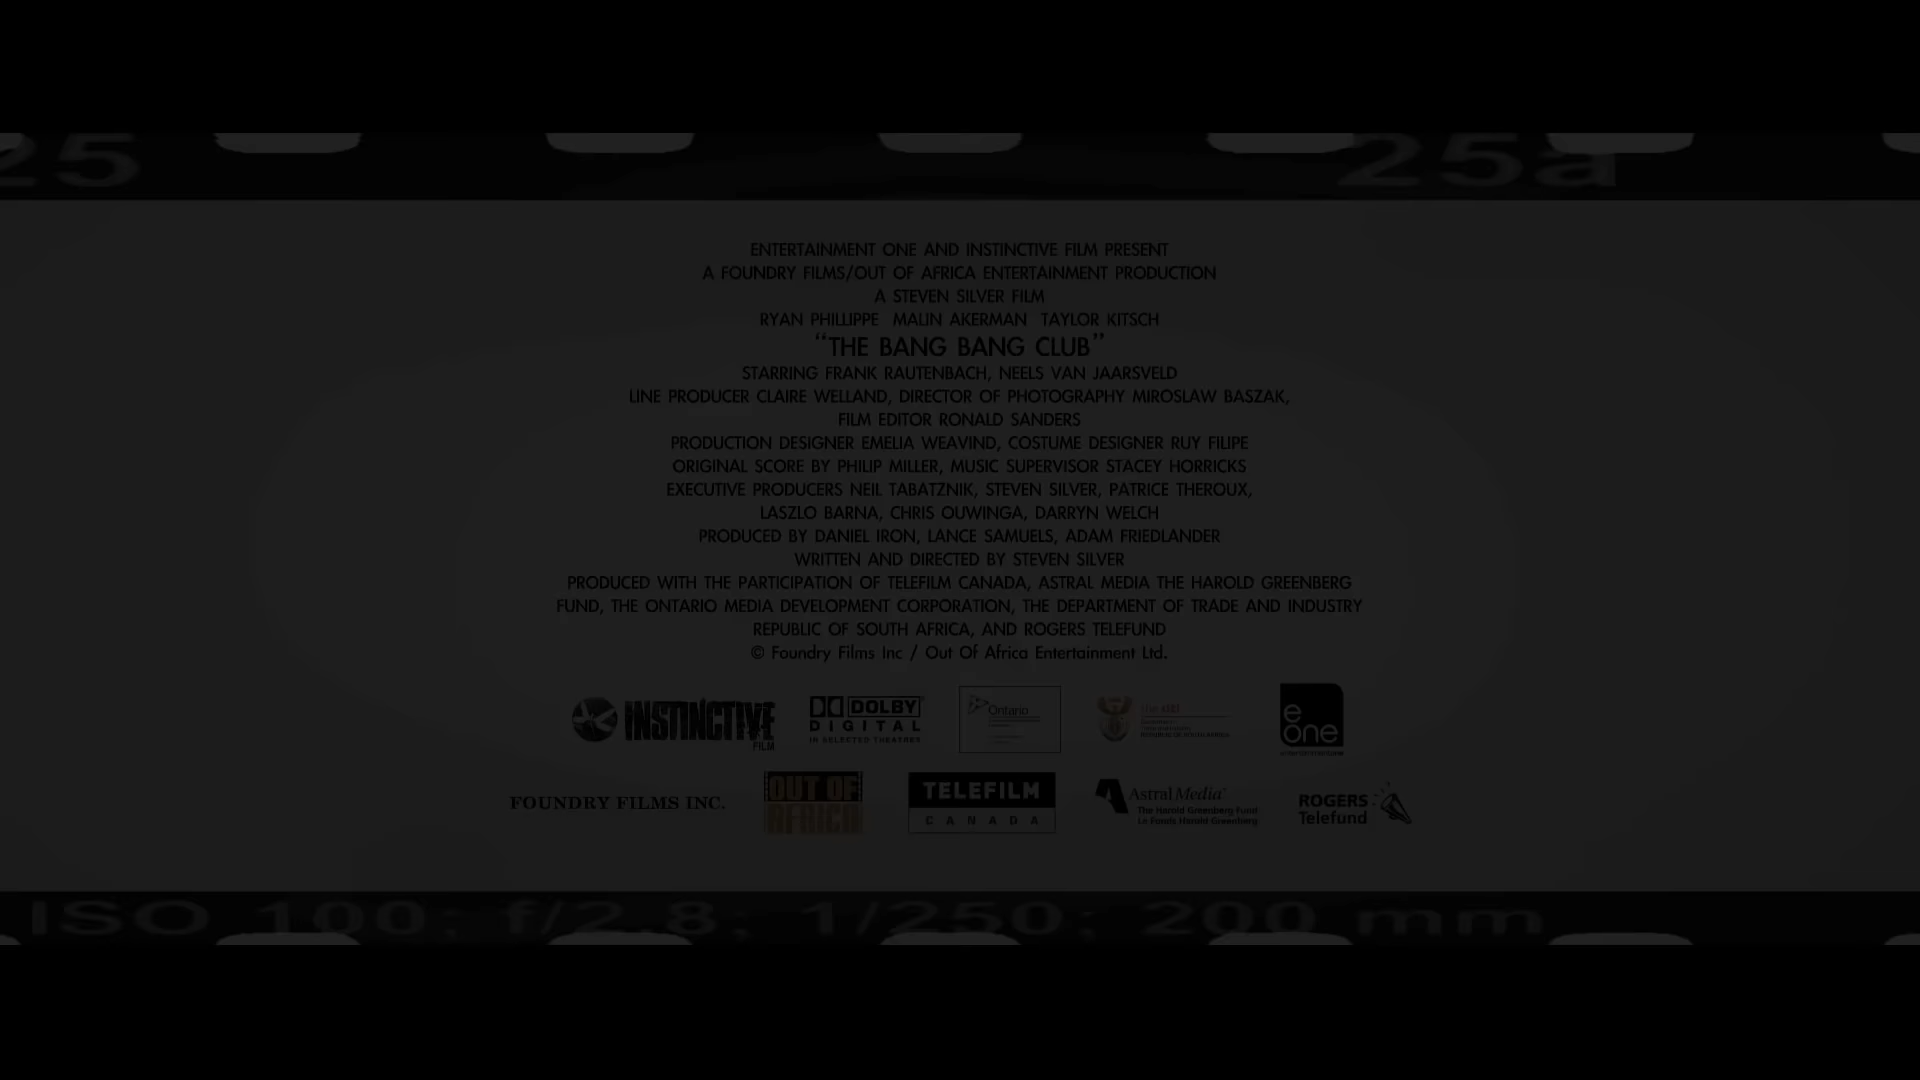 25 25a
ENTERTAINMENT ONE AND INSTINCTIVE FILM PRESENT
A FOUNDRY FILMS/OUT OF AFRICA ENTERTAINMENT PRODUCTION
A STEVEN SILVER FILM
RYAN PHILLIPPE MALIN AKERMAN TAYLOR KITSCH
“THE BANG BANG CLUB”
STARRING FRANK RAUTENBACH, NEELS VAN JAARSVELD
LINE PRODUCER CLAIRE WELLAND, DIRECTOR OF PHOTOGRAPHY MIROSLAW BASZAK,
FILM EDITOR RONALD SANDERS
PRODUCTION DESIGNER EMELIA WEAVIND, COSTUME DESIGNER RUY FILIPE
ORIGINAL SCORE BY PHILIP MILLER, MUSIC SUPERVISOR STACEY HORRICKS
EXECUTIVE PRODUCERS NEIL TABATZNIK, STEVEN SILVER, PATRICE THEROUX,
LASZLO BARNA, CHRIS OUWINGA, DARRYN WELCH
PRODUCED BY DANIEL IRON, LANCE SAMUELS, ADAM FRIEDLANDER
WRITTEN AND DIRECTED BY STEVEN SILVER
PRODUCED WITH THE PARTICIPATION OF TELEFILM CANADA, ASTRAL MEDIA THE HAROLD GREENBERG
FUND, THE ONTARIO MEDIA DEVELOPMENT CORPORATION, THE DEPARTMENT OF TRADE AND INDUSTRY
REPUBLIC OF SOUTH AFRICA, AND ROGERS TELEFUND
© Foundry Films Inc / Out Of Africa Entertainment Ltd.
INSTINCTIVE
FILM
DOLBY
DIGITAL
IN SELECTED THEATRES
Ontario
the dti
REPUBLIC OF SOUTH AFRICA
e
one
FOUNDRY FILMS INC.
OUT OF
AFRICA
TELEFILM
CANADA
Astral Media
The Harold Greenberg Fund
Le Fonds Harold Greenberg
ROGERS
Telefund
ISO 100; f/2.8; 1/250; 200 mm